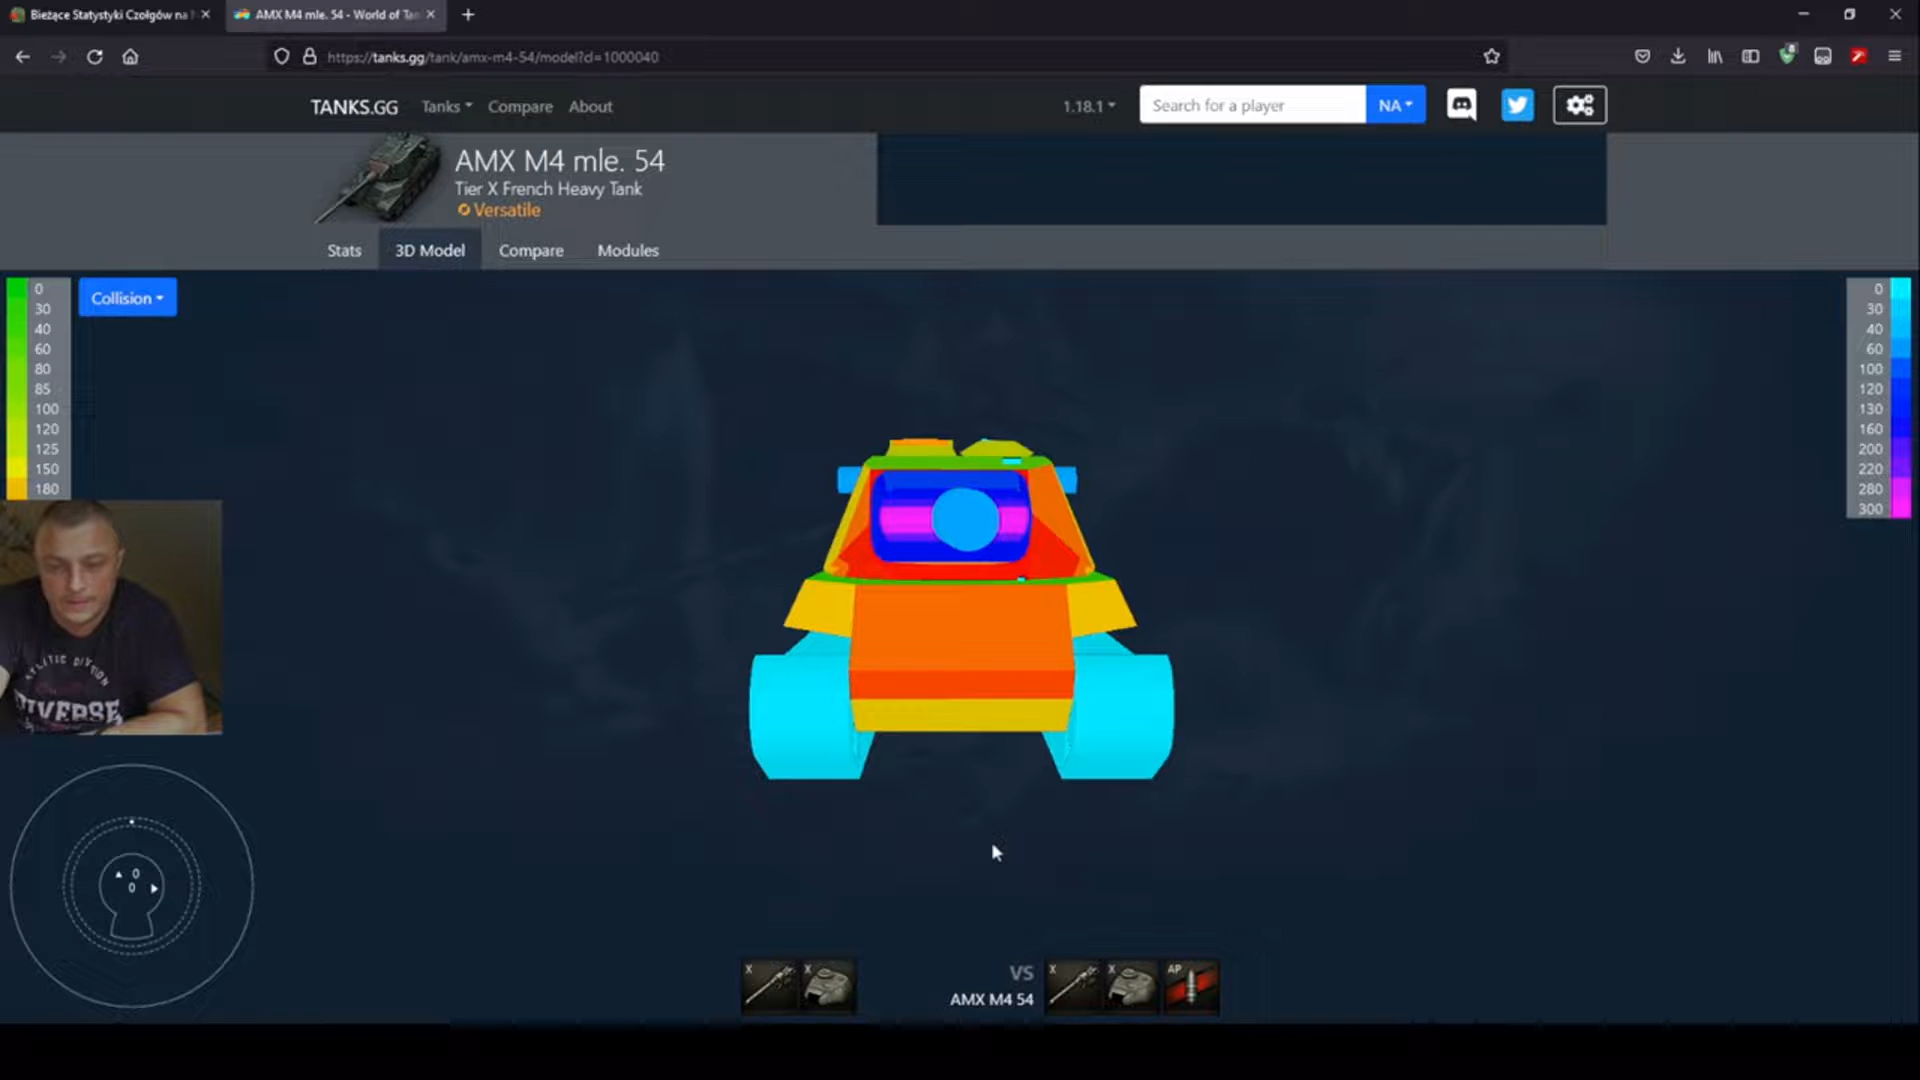 Bieżące Statystyki Czołgów na
AMX M4 mle. 54 - World of Tan
https://tanks.gg/tank/amx-m4-54/model?cl=1000040
TANKS.GG
Tanks
Compare
About
1.18.1
Search for a player
NA
AMX M4 mle. 54
Tier X French Heavy Tank
Versatile
Stats
3D Model
Compare
Modules
Collision
0
30
40
60
80
85
100
120
125
150
180
0
30
40
60
100
120
130
160
200
220
280
300
DIVERSE
0
0
X
X
VS
AMX M4 54
X
X
AP